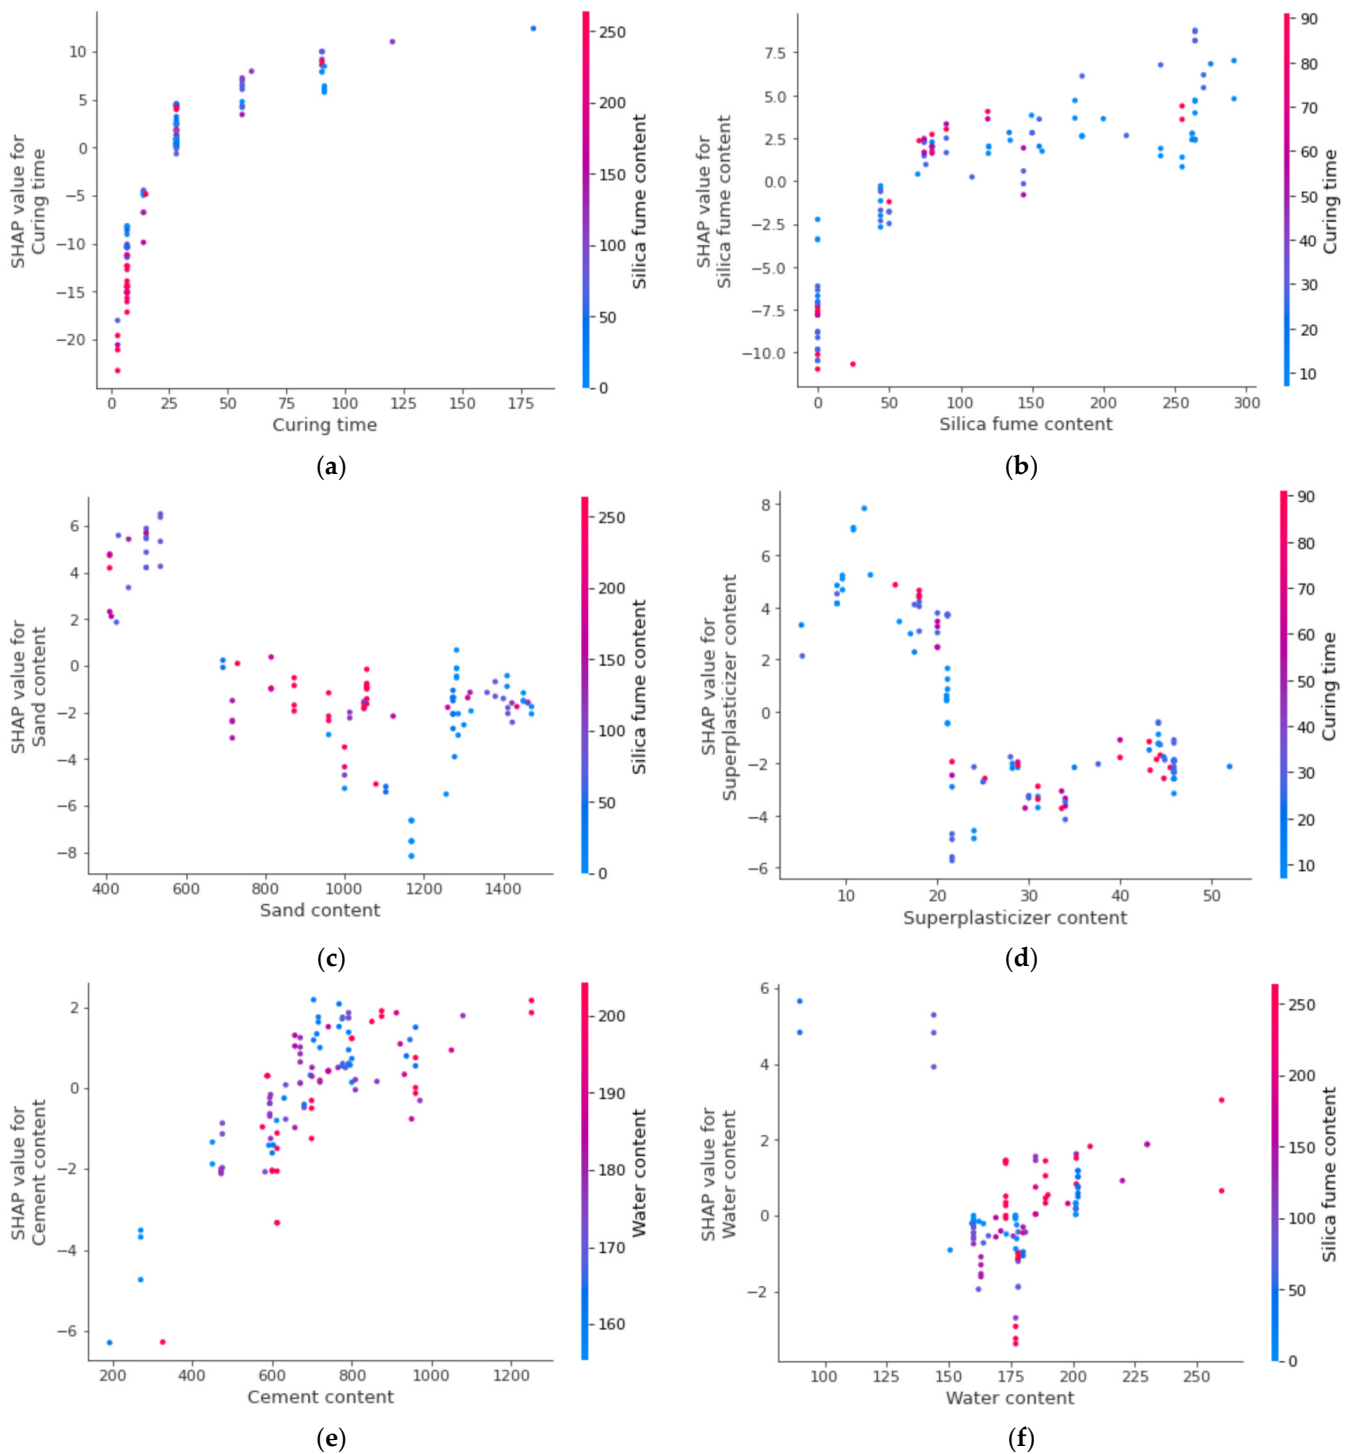 10
5
0
−5
−10
−15
−20
0 25 50 75 100 125 150 175
Curing time
SHAP value for
Curing time
250
200
150
100
50
0
Silica fume content
(a)
7.5
5.0
2.5
0.0
−2.5
−5.0
−7.5
−10.0
0 50 100 150 200 250 300
Silica fume content
SHAP value for
Silica fume content
90
80
70
60
50
40
30
20
10
Curing time
(b)
6
4
2
0
−2
−4
−6
−8
400 600 800 1000 1200 1400
Sand content
SHAP value for
Sand content
250
200
150
100
50
0
Silica fume content
(c)
8
6
4
2
0
−2
−4
−6
10 20 30 40 50
Superplasticizer content
SHAP value for
Superplasticizer content
90
80
70
60
50
40
30
20
10
Curing time
(d)
2
0
−2
−4
−6
200 400 600 800 1000 1200
Cement content
SHAP value for
Cement content
200
190
180
170
160
Water content
(e)
6
4
2
0
−2
100 125 150 175 200 225 250
Water content
SHAP value for
Water content
250
200
150
100
50
0
Silica fume content
(f)